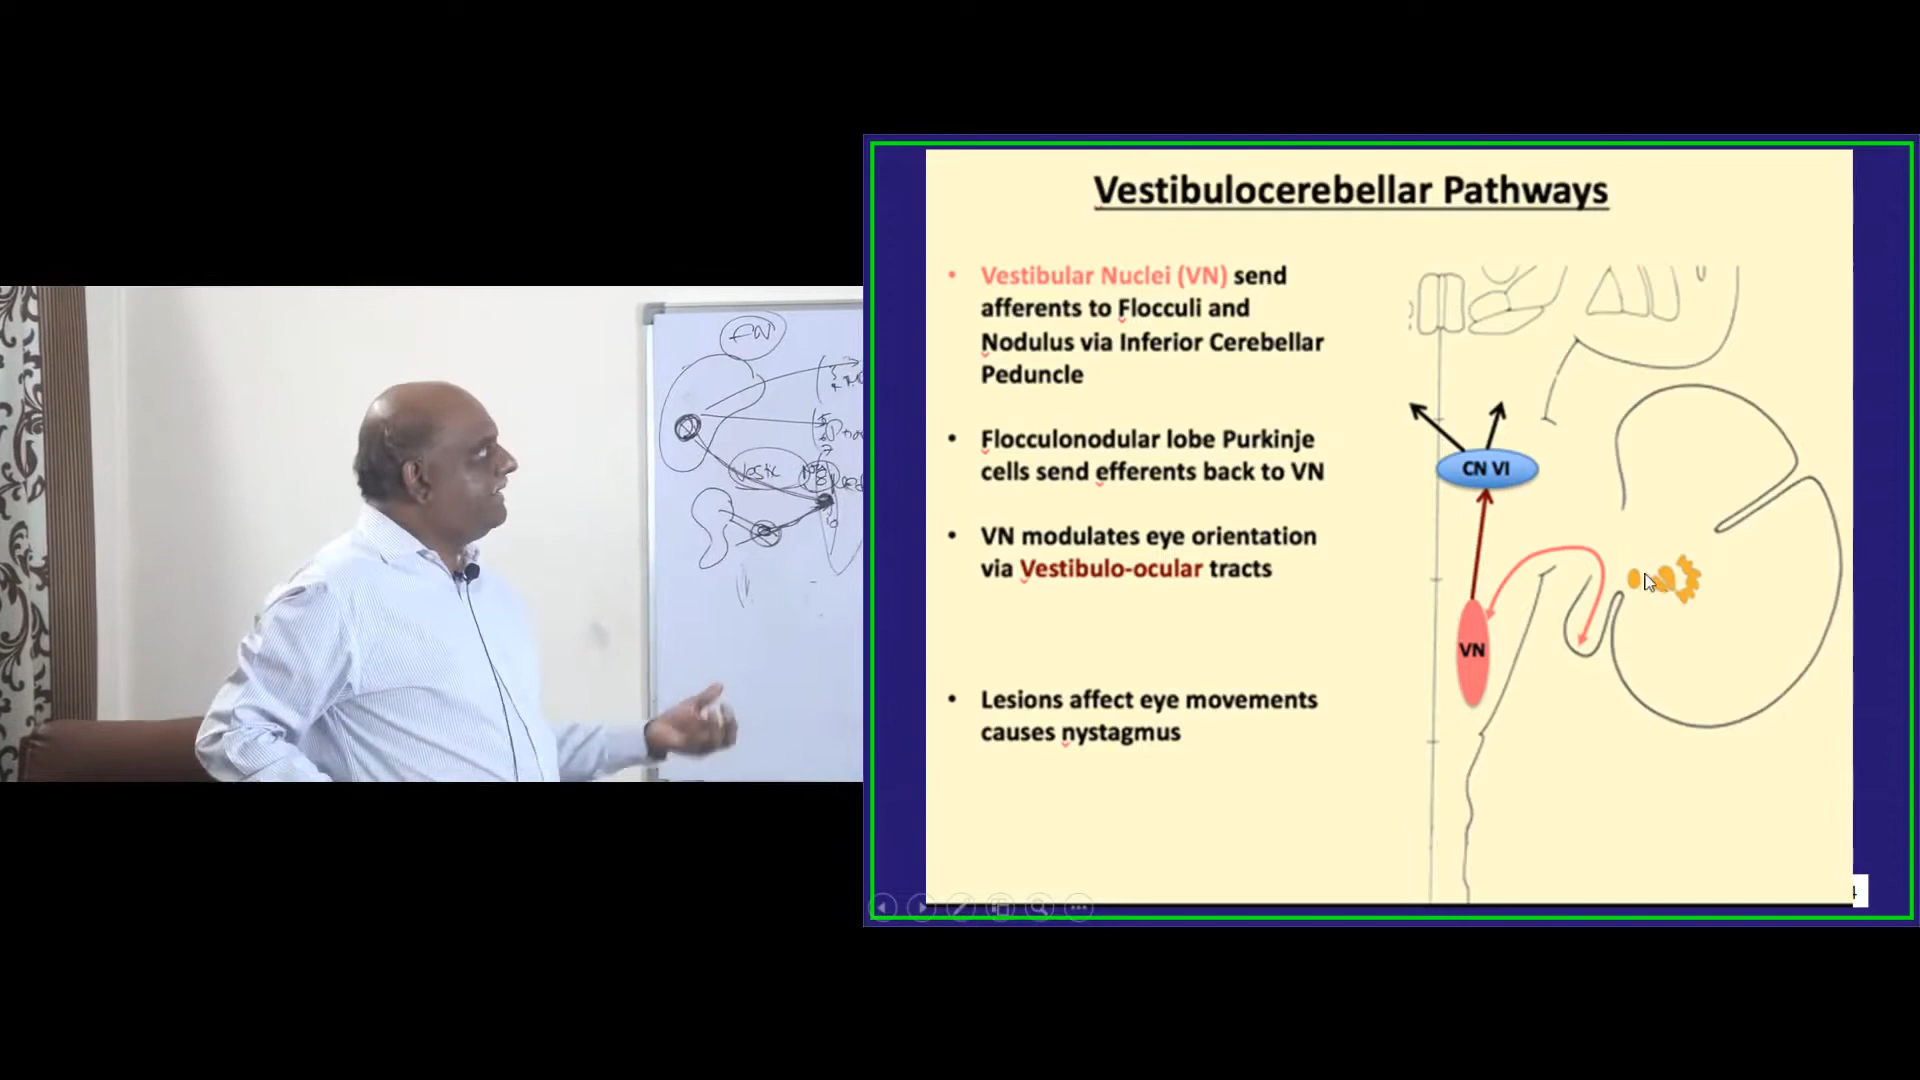 Vestibulocerebellar Pathways
• Vestibular Nuclei (VN) send
afferents to Flocculi and
Nodulus via Inferior Cerebellar
Peduncle
• Flocculonodular lobe Purkinje
cells send efferents back to VN
• VN modulates eye orientation
via Vestibulo-ocular tracts
• Lesions affect eye movements
causes nystagmus
CN VI
VN
FN